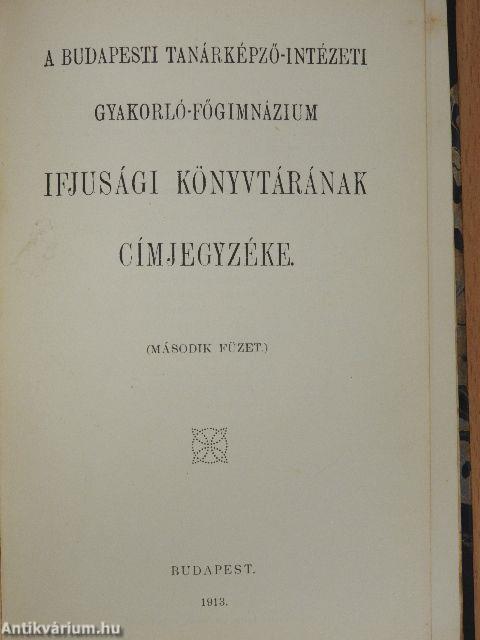 A BUDAPESTI TANÁRKÉPZŐ-INTÉZETI
GYAKORLÓ-FŐGIMNÁZIUM
IFJUSÁGI KÖNYVTÁRÁNAK
CÍMJEGYZÉKE.
(MÁSODIK FÜZET.)
BUDAPEST.
1913.
Antikvárium.hu